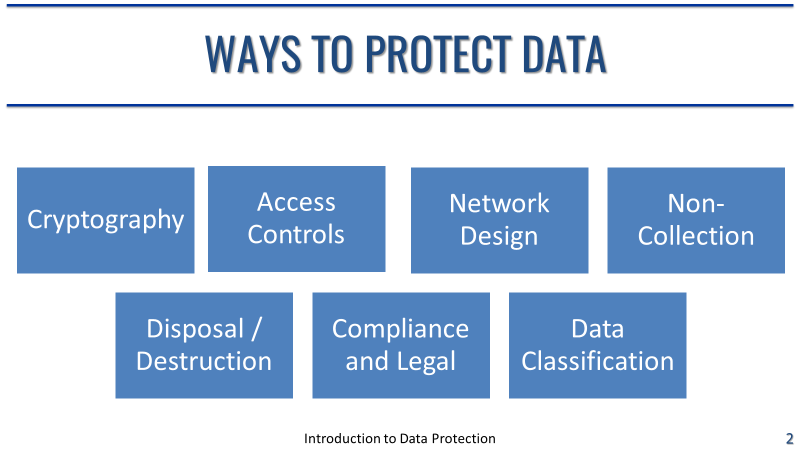 WAYS TO PROTECT DATA
Cryptography
Access
Controls
Network
Design
Non-
Collection
Disposal /
Destruction
Compliance
and Legal
Data
Classification
Introduction to Data Protection
2